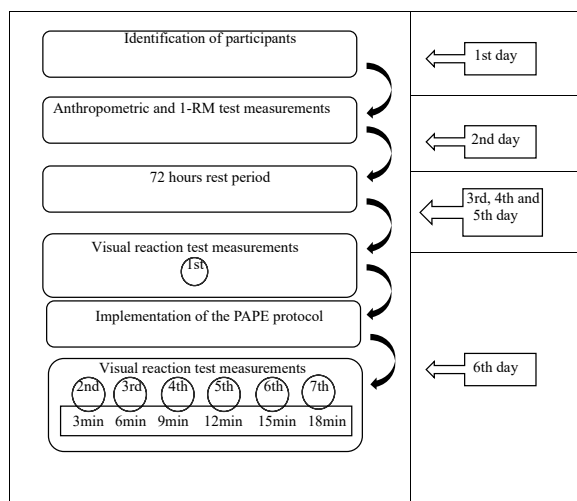 Identification of participants
1st day
Anthropometric and 1-RM test measurements
2nd day
72 hours rest period
3rd, 4th and
5th day
Visual reaction test measurements
1st
Implementation of the PAPE protocol
Visual reaction test measurements
6th day
2nd 3rd 4th 5th 6th 7th
3min 6min 9min 12min 15min 18min